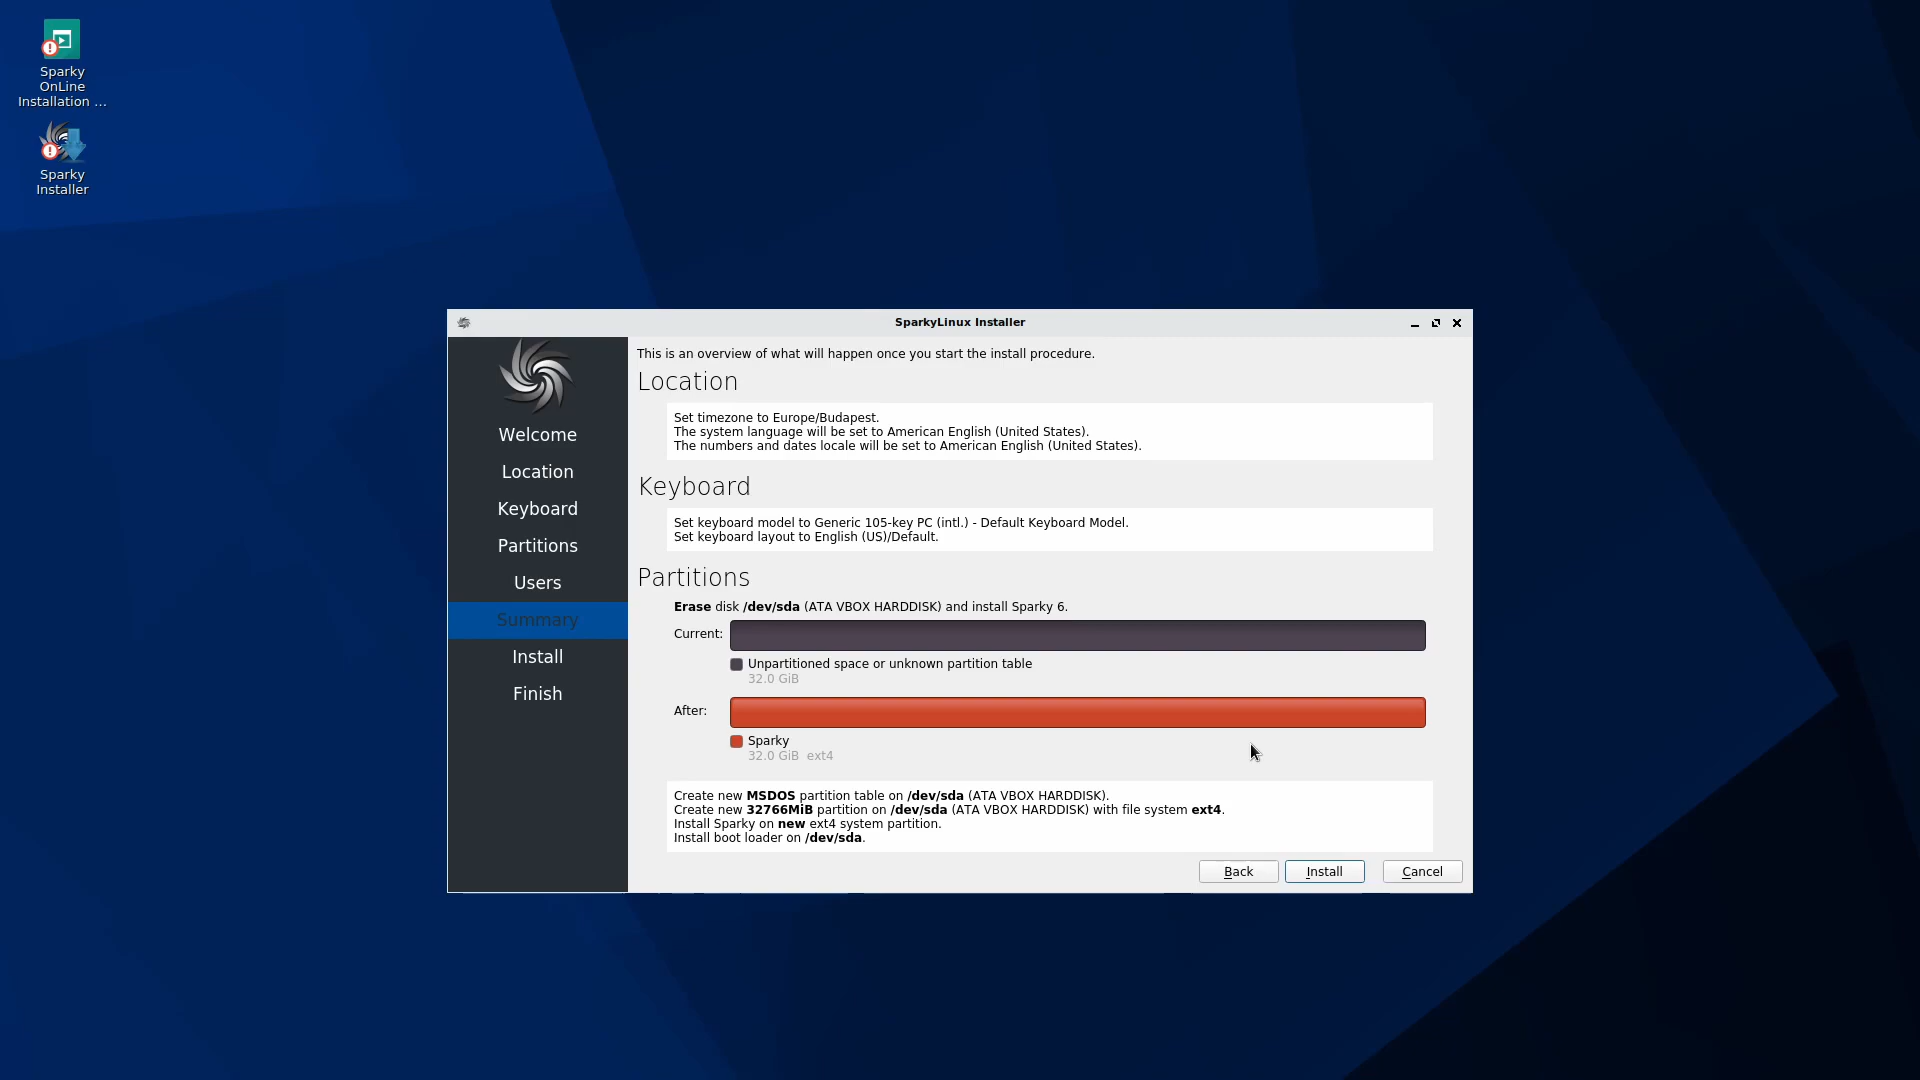 Sparky
OnLine
Installation ...
Sparky
Installer
SparkyLinux Installer
Welcome
Location
Keyboard
Partitions
Users
Summary
Install
Finish
This is an overview of what will happen once you start the install procedure.
Location
Set timezone to Europe/Budapest.
The system language will be set to American English (United States).
The numbers and dates locale will be set to American English (United States).
Keyboard
Set keyboard model to Generic 105-key PC (intl.) - Default Keyboard Model.
Set keyboard layout to English (US)/Default.
Partitions
Erase disk /dev/sda (ATA VBOX HARDDISK) and install Sparky 6.
Current:
Unpartitioned space or unknown partition table
32.0 GiB
After:
Sparky
32.0 GiB ext4
Create new MSDOS partition table on /dev/sda (ATA VBOX HARDDISK).
Create new 32766MiB partition on /dev/sda (ATA VBOX HARDDISK) with file system ext4.
Install Sparky on new ext4 system partition.
Install boot loader on /dev/sda.
Back Install Cancel